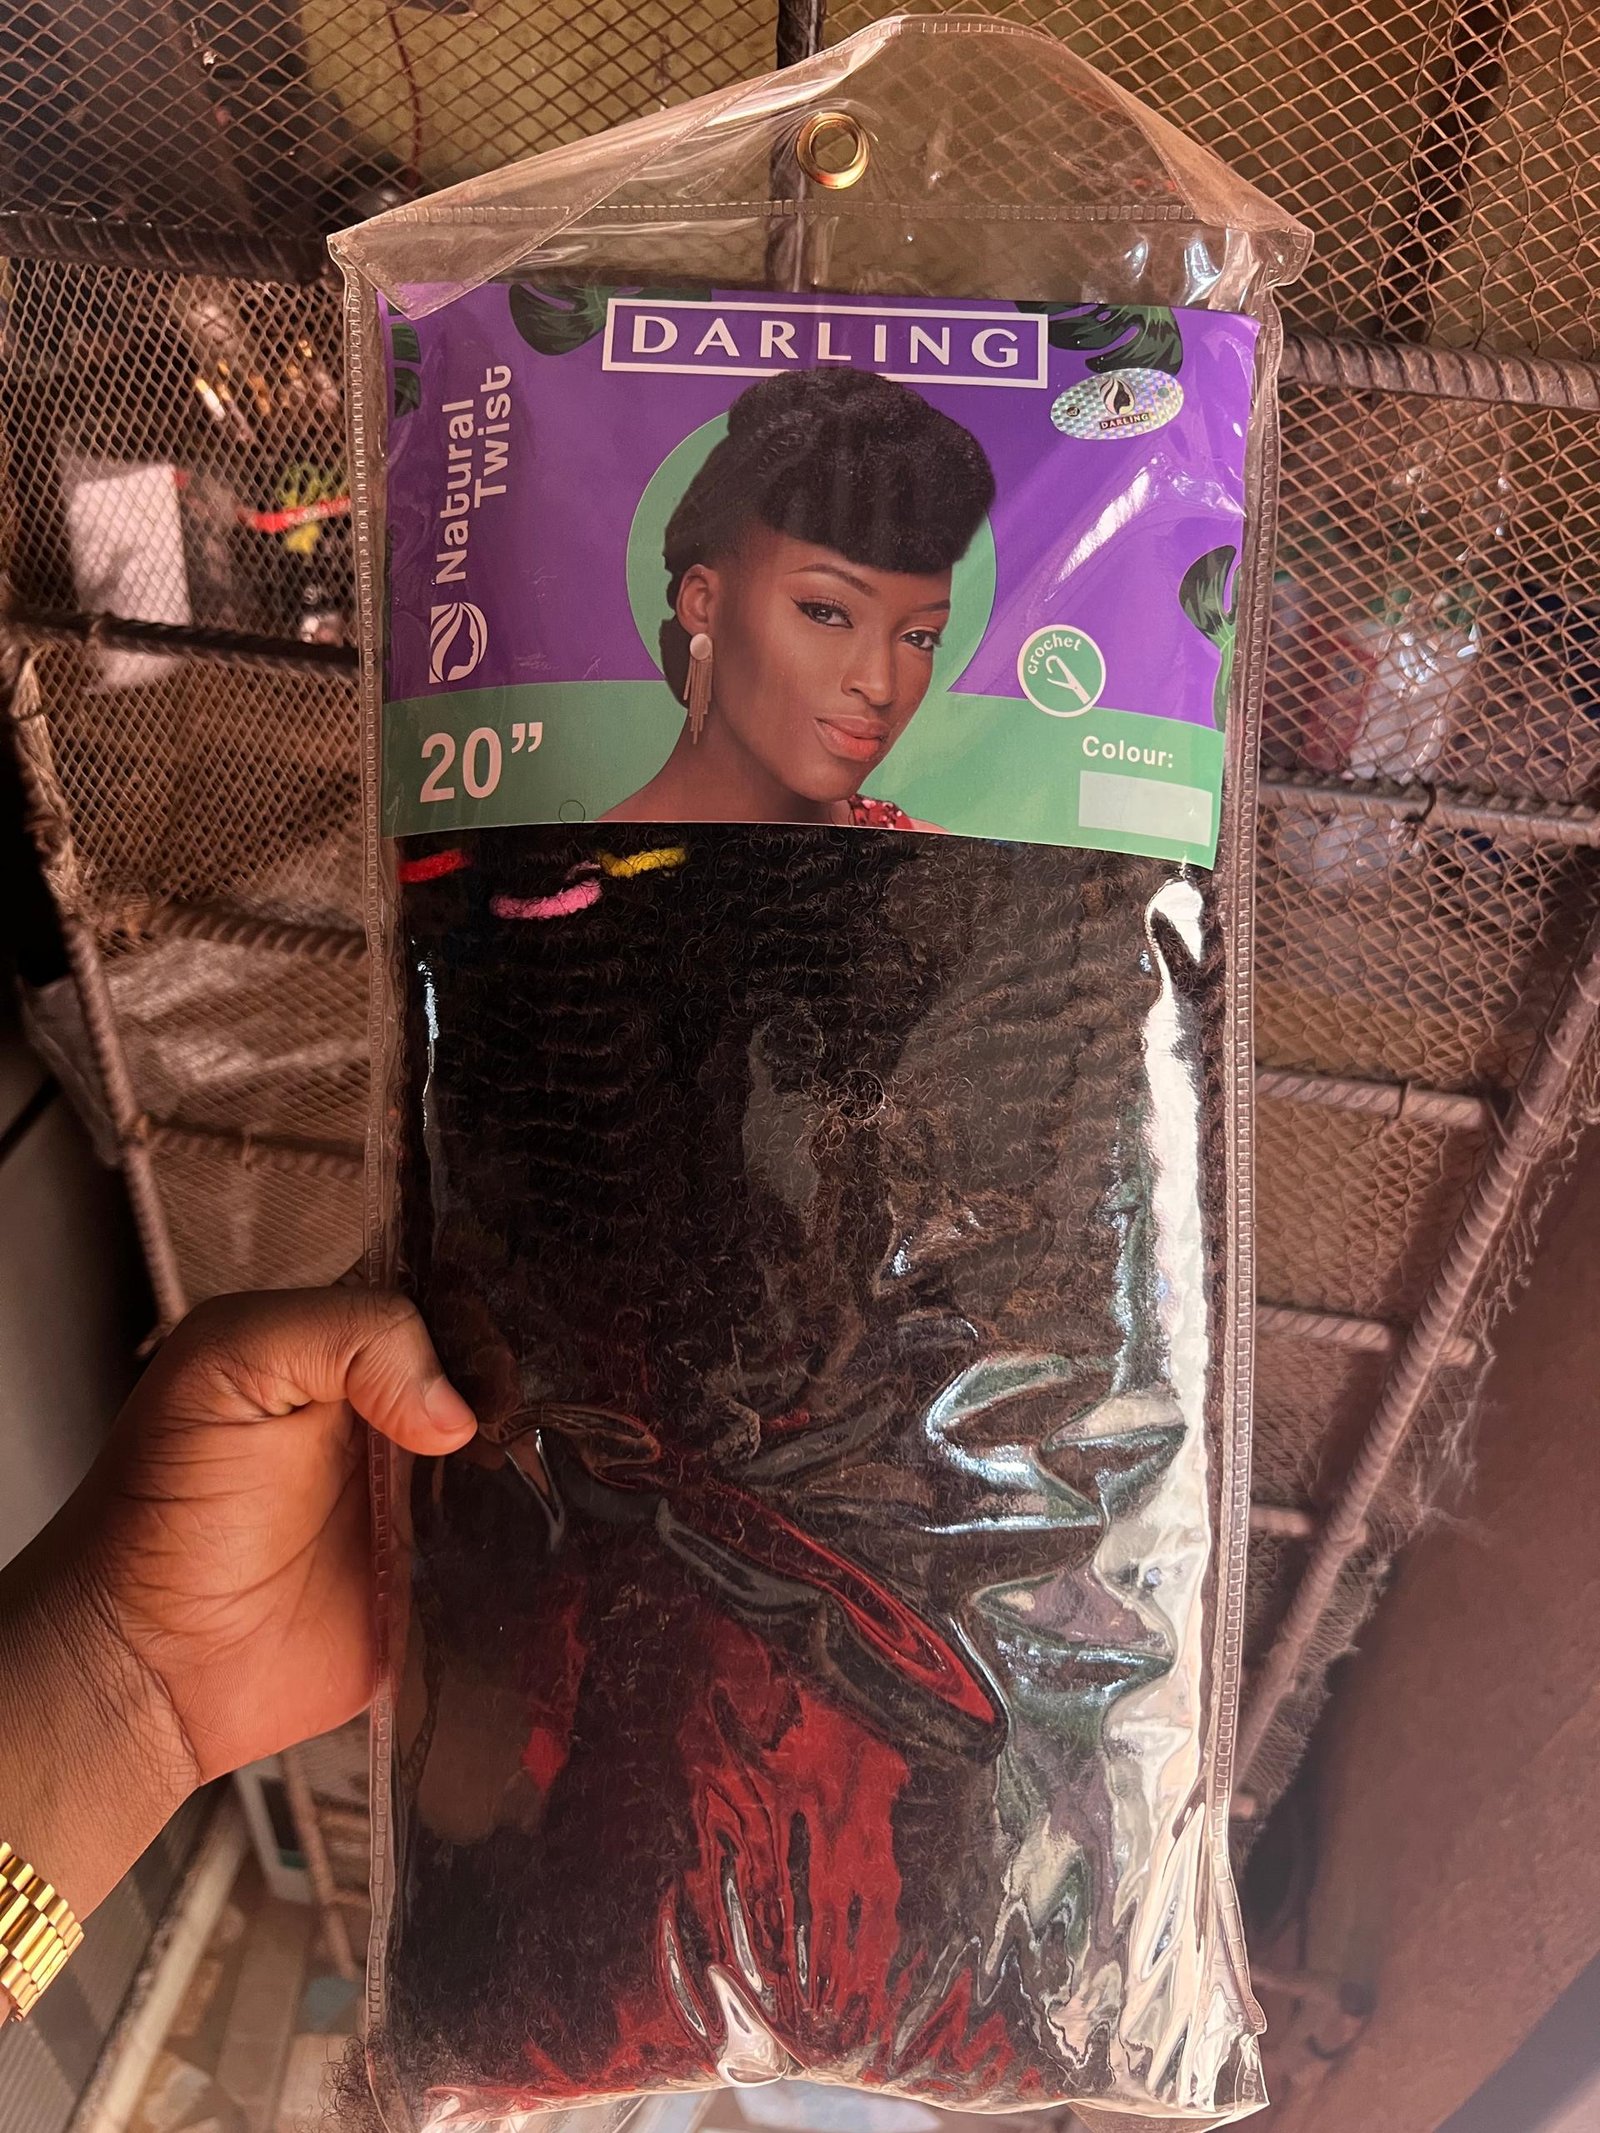 DARLING
Natural
Twist
DARLING
crochet
20”
Colour: